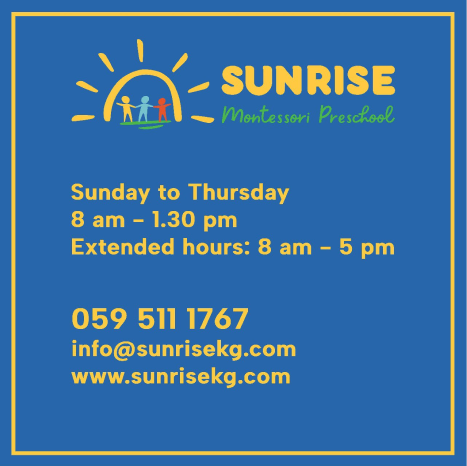 SUNRISE
Montessori Preschool
Sunday to Thursday
8 am – 1.30 pm
Extended hours: 8 am – 5 pm
059 511 1767
info@sunrisekg.com
www.sunrisekg.com